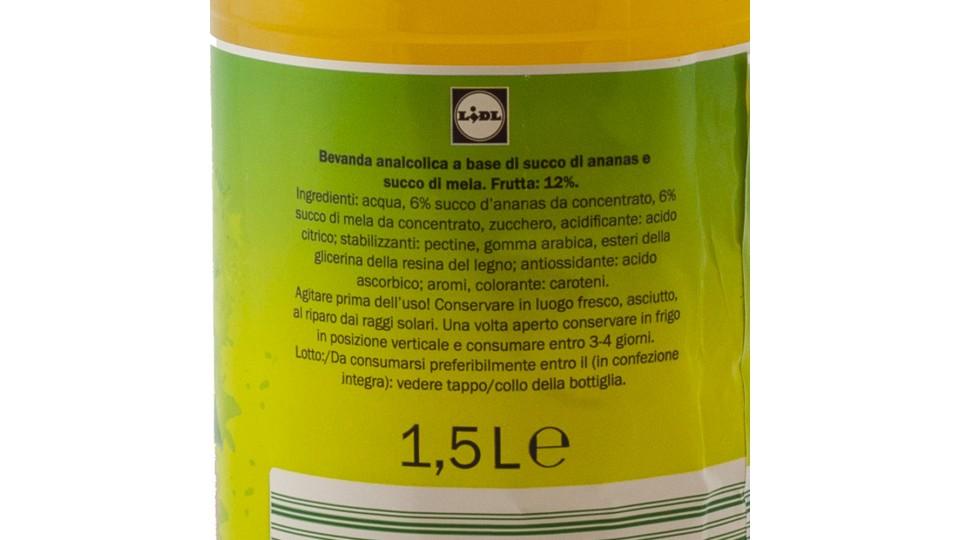 LIDL
Bevanda analcolica a base di succo di ananas e
succo di mela. Frutta: 12%.
Ingredienti: acqua, 6% succo d'ananas da concentrato, 6%
succo di mela da concentrato, zucchero, acidificante: acido
citrico; stabilizzanti: pectine, gomma arabica, esteri della
glicerina della resina del legno; antiossidante: acido
ascorbico; aromi, colorante: caroteni.
Agitare prima dell'uso! Conservare in luogo fresco, asciutto,
al riparo dai raggi solari. Una volta aperto conservare in frigo
in posizione verticale e consumare entro 3-4 giorni.
Lotto:/Da consumarsi preferibilmente entro il (in confezione
integra): vedere tappo/collo della bottiglia.
1,5 L ℮